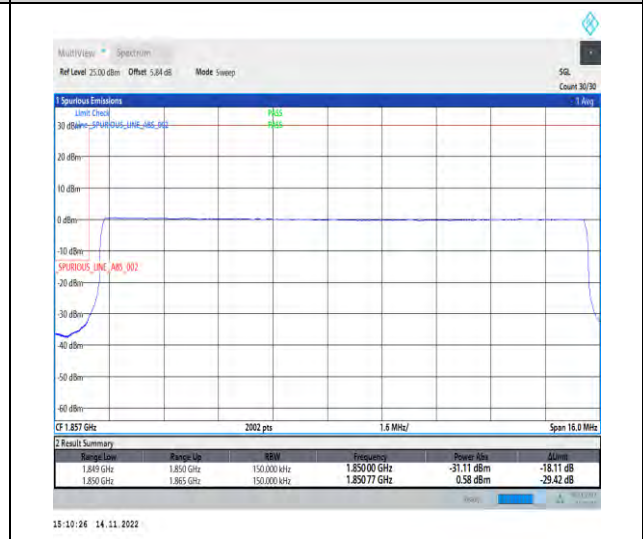 MultiView Spectrum
Ref Level 25.00 dBm Offset 5.84 dB Mode Sweep SGL
Count 30/30
1 Spurious Emissions 1 Avg
Limit Check PASS
30 dBm Line _SPURIOUS_LINE_ABS_002 PASS
20 dBm
10 dBm
0 dBm
-10 dBm
_SPURIOUS_LINE_ABS_002
-20 dBm
-30 dBm
-40 dBm
-50 dBm
-60 dBm
CF 1.857 GHz 2002 pts 1.6 MHz/ Span 16.0 MHz
2 Result Summary
Range Low Range Up RBW Frequency Power Abs ΔLimit
1.849 GHz 1.850 GHz 150.000 kHz 1.85000 GHz -31.11 dBm -18.11 dB
1.850 GHz 1.865 GHz 150.000 kHz 1.85077 GHz 0.58 dBm -29.42 dB
15:10:26 14.11.2022